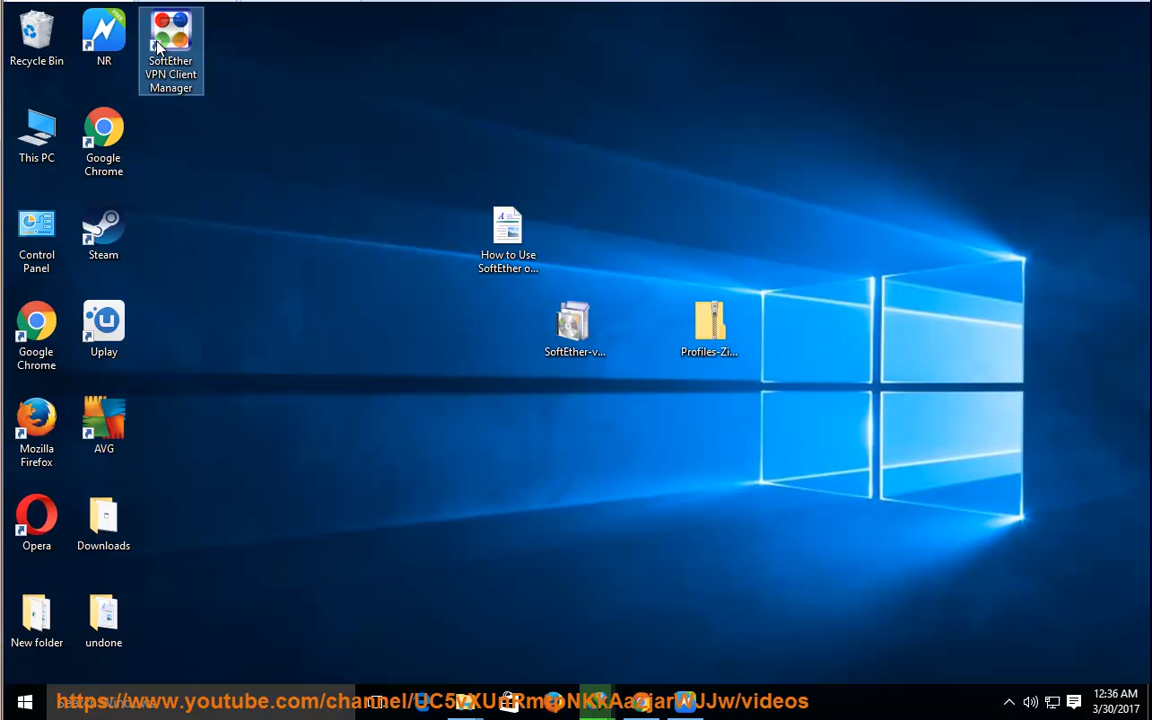 Recycle Bin
NR
SoftEther
VPN Client
Manager
This PC
Google
Chrome
Control
Panel
Steam
How to Use
SoftEther o...
Google
Chrome
Uplay
SoftEther-v...
Profiles-Zi...
Mozilla
Firefox
AVG
Opera
Downloads
New folder
undone
12:36 AM
3/30/2017